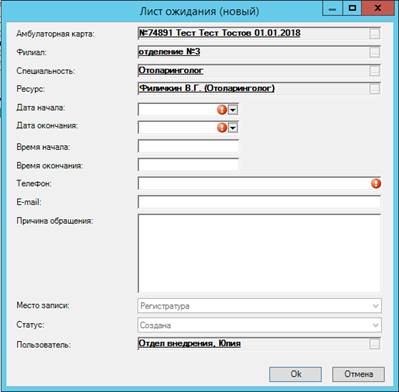 Лист ожидания (новый)
Амбулаторная карта: №74891 Тест Тест Тостов 01.01.2018
Филиал: отделение №3
Специальность: Отоларинголог
Ресурс: Филичкин В.Г. (Отоларинголог)
Дата начала:
Дата окончания:
Время начала:
Время окончания:
Телефон:
E-mail:
Причина обращения:
Место записи: Регистратура
Статус: Создана
Пользователь: Отдел внедрения, Юлия
Ok Отмена